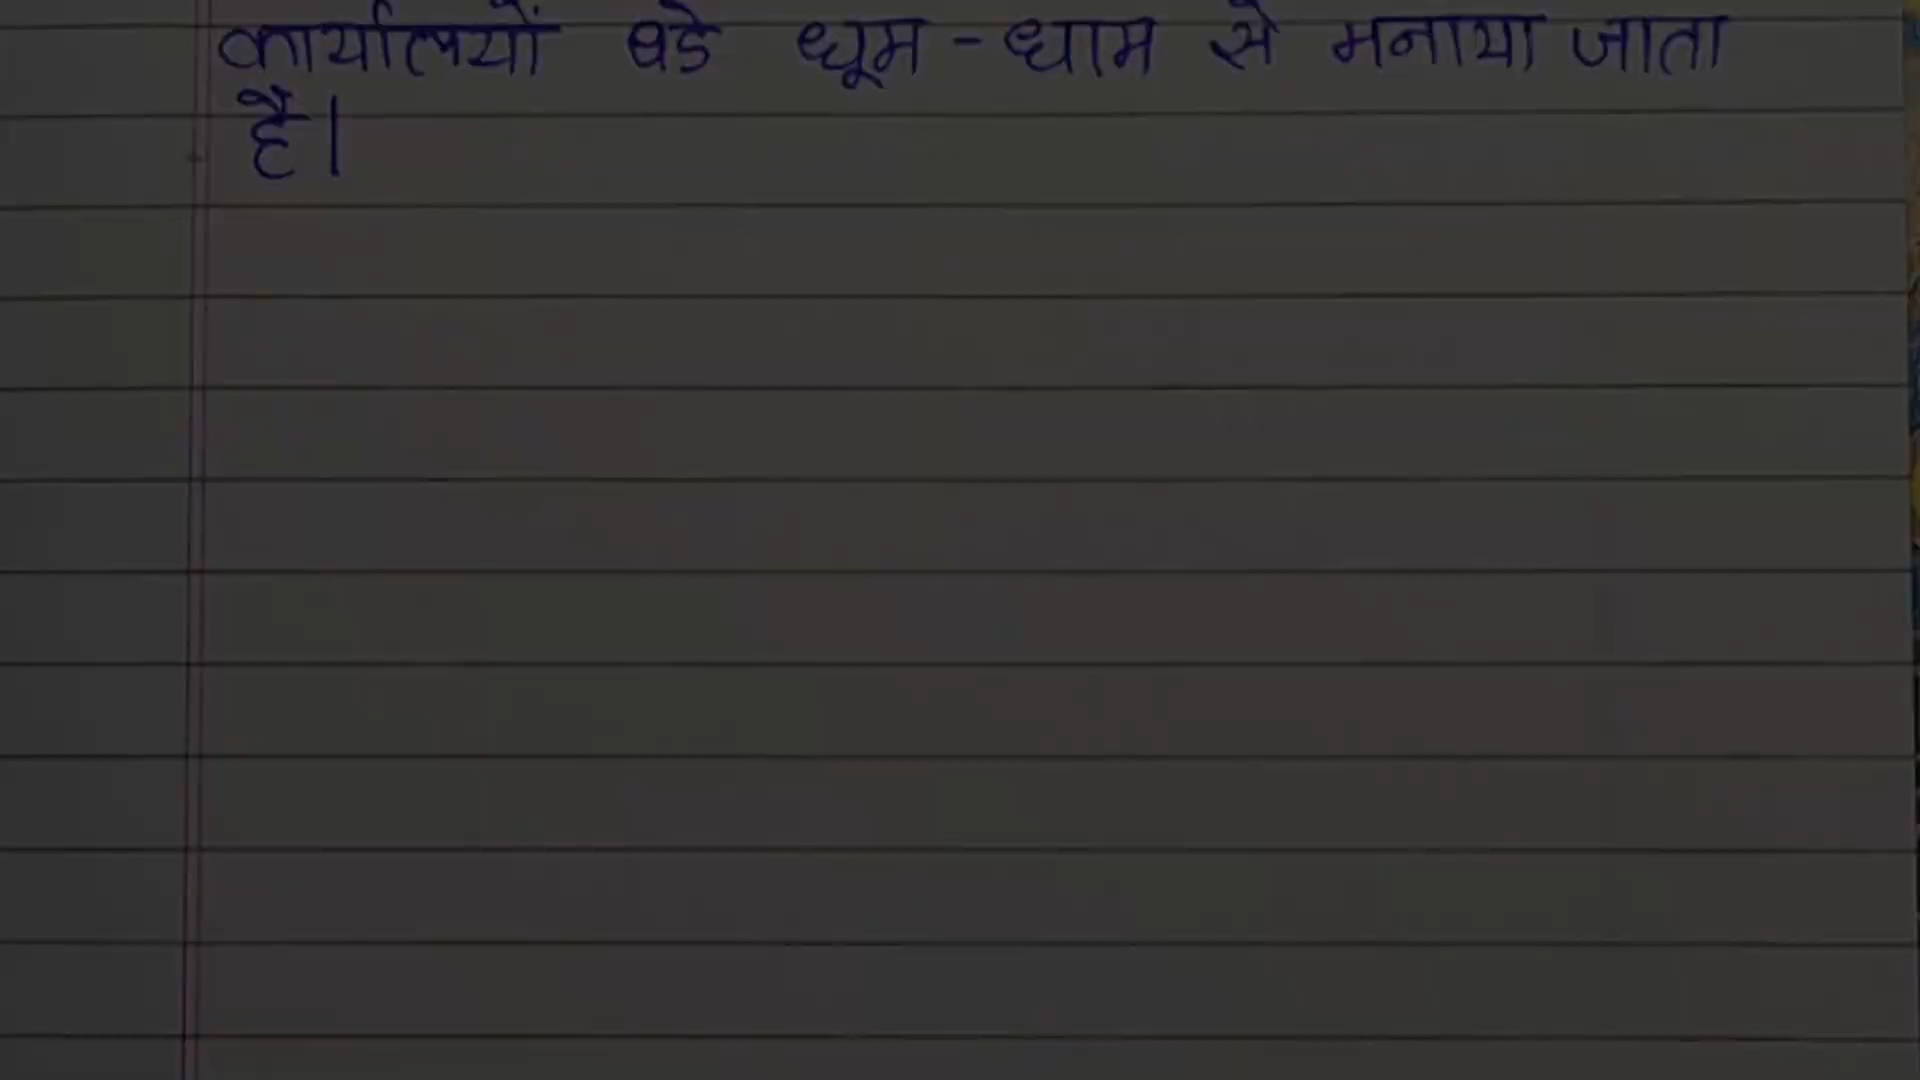 कार्यालयों बडे धूम-धाम से मनाया जाता
है।